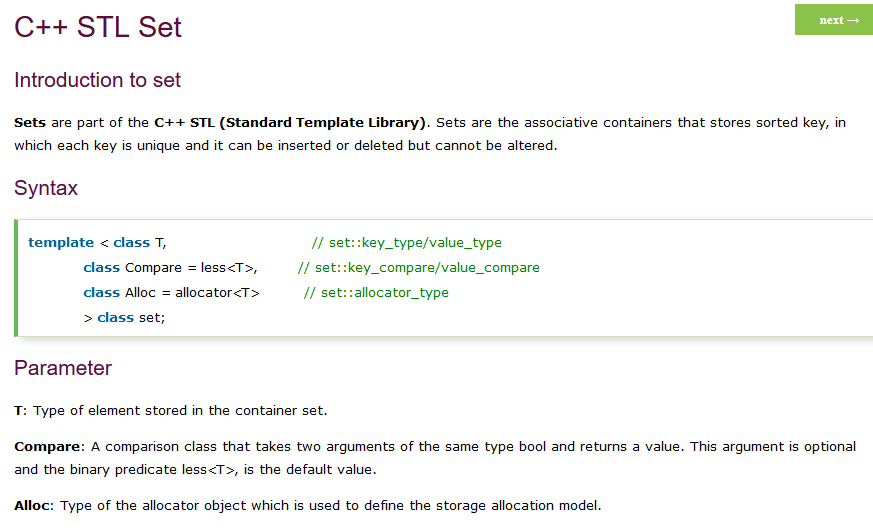 C++ STL Set
next →
Introduction to set
Sets are part of the C++ STL (Standard Template Library). Sets are the associative containers that stores sorted key, in
which each key is unique and it can be inserted or deleted but cannot be altered.
Syntax
template < class T, // set::key_type/value_type
class Compare = less<T>, // set::key_compare/value_compare
class Alloc = allocator<T> // set::allocator_type
> class set;
Parameter
T: Type of element stored in the container set.
Compare: A comparison class that takes two arguments of the same type bool and returns a value. This argument is optional
and the binary predicate less<T>, is the default value.
Alloc: Type of the allocator object which is used to define the storage allocation model.